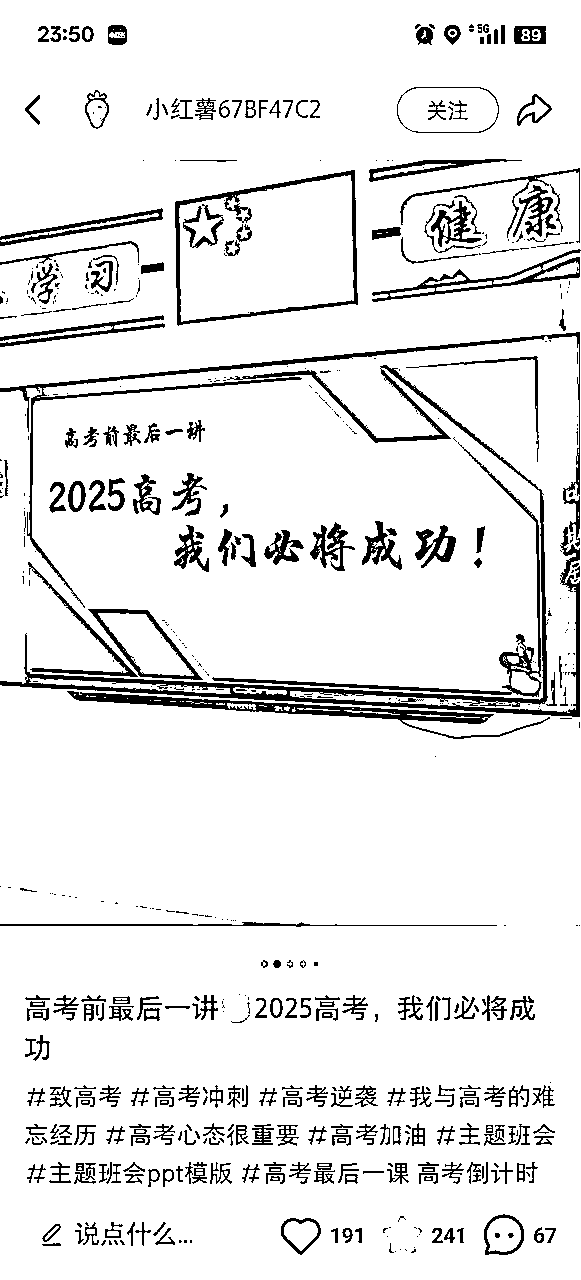 23:50
5G
89
小红薯67BF47C2
关注
学习
健康
高考前最后一讲
2025高考，
我们必将成功！
高考前最后一讲 2025高考，我们必将成
功
#致高考 #高考冲刺 #高考逆袭 #我与高考的难
忘经历 #高考心态很重要 #高考加油 #主题班会
#主题班会ppt模版 #高考最后一课 高考倒计时
说点什么...
191
241
67